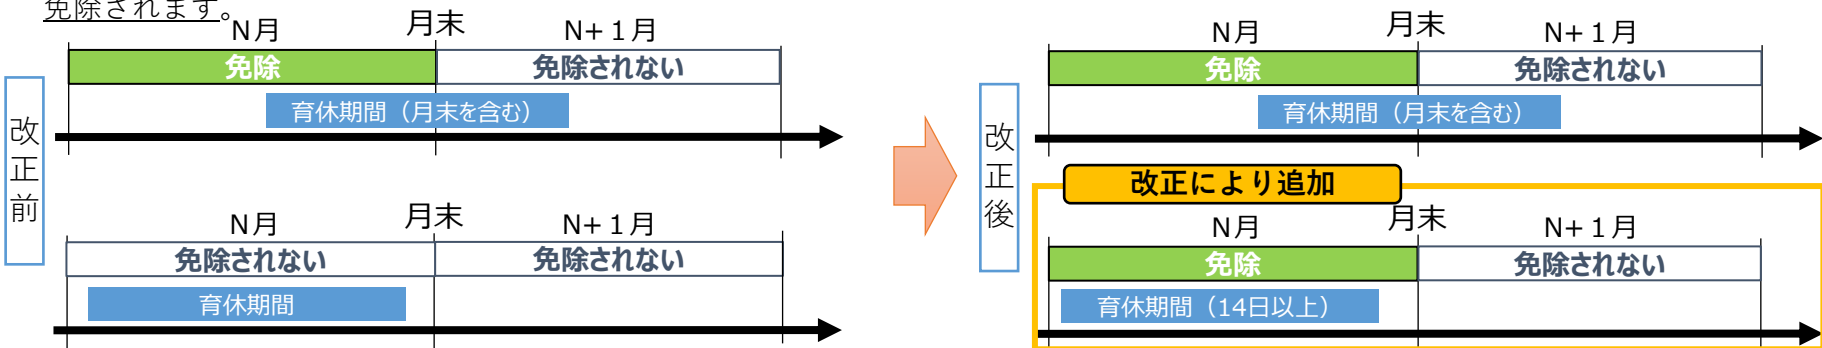 免除されます。
改正前
N月
月末
N+１月
免除
免除されない
育休期間（月末を含む）
N月
月末
N+１月
免除されない
免除されない
育休期間
改正後
N月
月末
N+１月
免除
免除されない
育休期間（月末を含む）
改正により追加
N月
月末
N+１月
免除
免除されない
育休期間（14日以上）